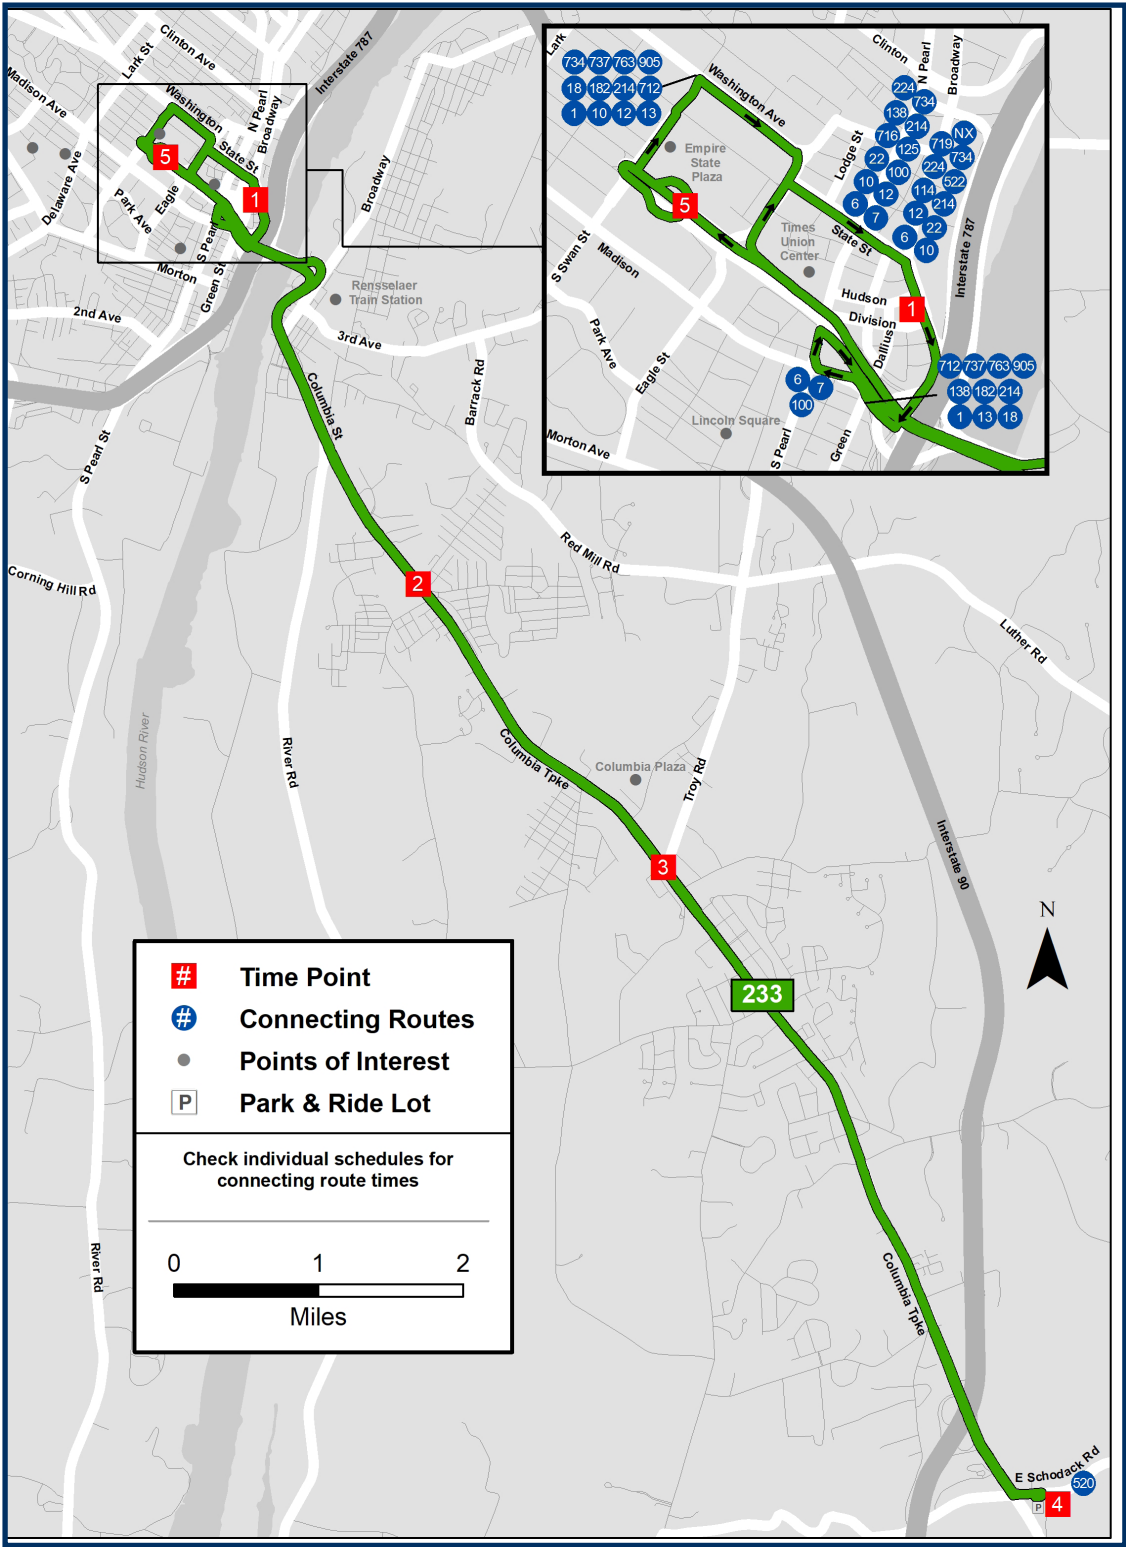 Clinton Ave
Lark St
Madison Ave
Interstate 787
Washington
N Pearl
Broadway
State St
5
1
Delaware Ave
Park Ave
Eagle
S Pearl
Morton
Green St
Broadway
2nd Ave
Rensselaer
Train Station
3rd Ave
Columbia St
Barrack Rd
S Pearl St
Corning Hill Rd
Red Mill Rd
2
Luther Rd
Hudson River
River Rd
Columbia Tpke
Columbia Plaza
Troy Rd
Interstate 90
3
233
N
Columbia Tpke
River Rd
E Schodack Rd
520
P
4
Lark
734 737 763 905
18 182 214 712
1 10 12 13
Washington Ave
Clinton
N Pearl
Broadway
224
734
138
214
716
125
719
NX
734
22
100
224
522
10
12
114
214
6
7
12
22
6
10
Lodge St
Empire
State
Plaza
5
Times
Union
Center
State St
Interstate 787
S Swan St
Madison
Hudson
Division
1
Dallius
Park Ave
Eagle St
6
7
100
712 737 763 905
138 182 214
1 13 18
Lincoln Square
Morton Ave
S Pearl
Green
# Time Point
# Connecting Routes
Points of Interest
P Park & Ride Lot
Check individual schedules for
connecting route times
0 1 2
Miles